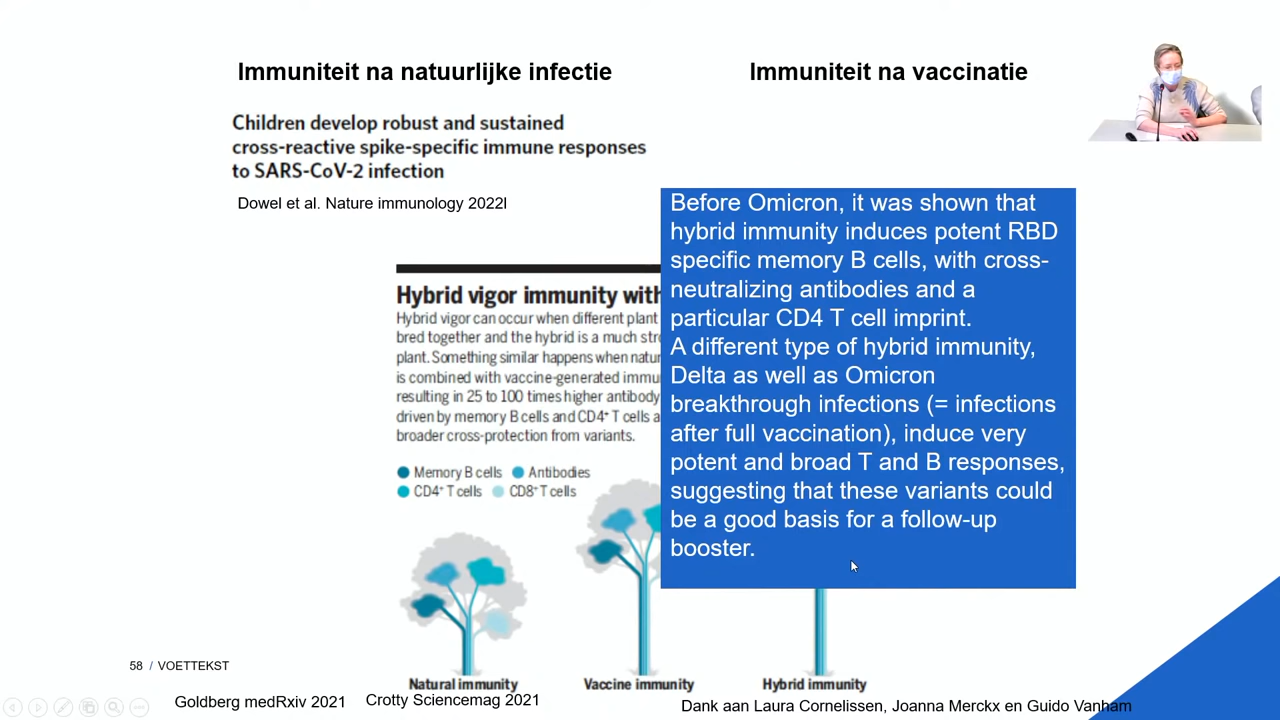 Immuniteit na natuurlijke infectie
Immuniteit na vaccinatie
Children develop robust and sustained
cross-reactive spike-specific immune responses
to SARS-CoV-2 infection
Dowel et al. Nature immunology 2022l
Before Omicron, it was shown that
hybrid immunity induces potent RBD
specific memory B cells, with cross-
neutralizing antibodies and a
particular CD4 T cell imprint.
A different type of hybrid immunity,
Delta as well as Omicron
breakthrough infections (= infections
after full vaccination), induce very
potent and broad T and B responses,
suggesting that these variants could
be a good basis for a follow-up
booster.
Hybrid vigor immunity with
Hybrid vigor can occur when different plant
bred together and the hybrid is a much
plant. Something similar happens when
is combined with vaccine-generated
resulting in 25 to 100 times higher antibody
driven by memory B cells and CD4⁺ T cells
broader cross-protection from variants.
Memory B cells
Antibodies
CD4⁺ T cells
CD8⁺ T cells
Natural immunity
Vaccine immunity
Hybrid immunity
58 / VOETTEKST
Goldberg medRxiv 2021
Crotty Sciencemag 2021
Dank aan Laura Cornelissen, Joanna Merckx en Guido Vanham